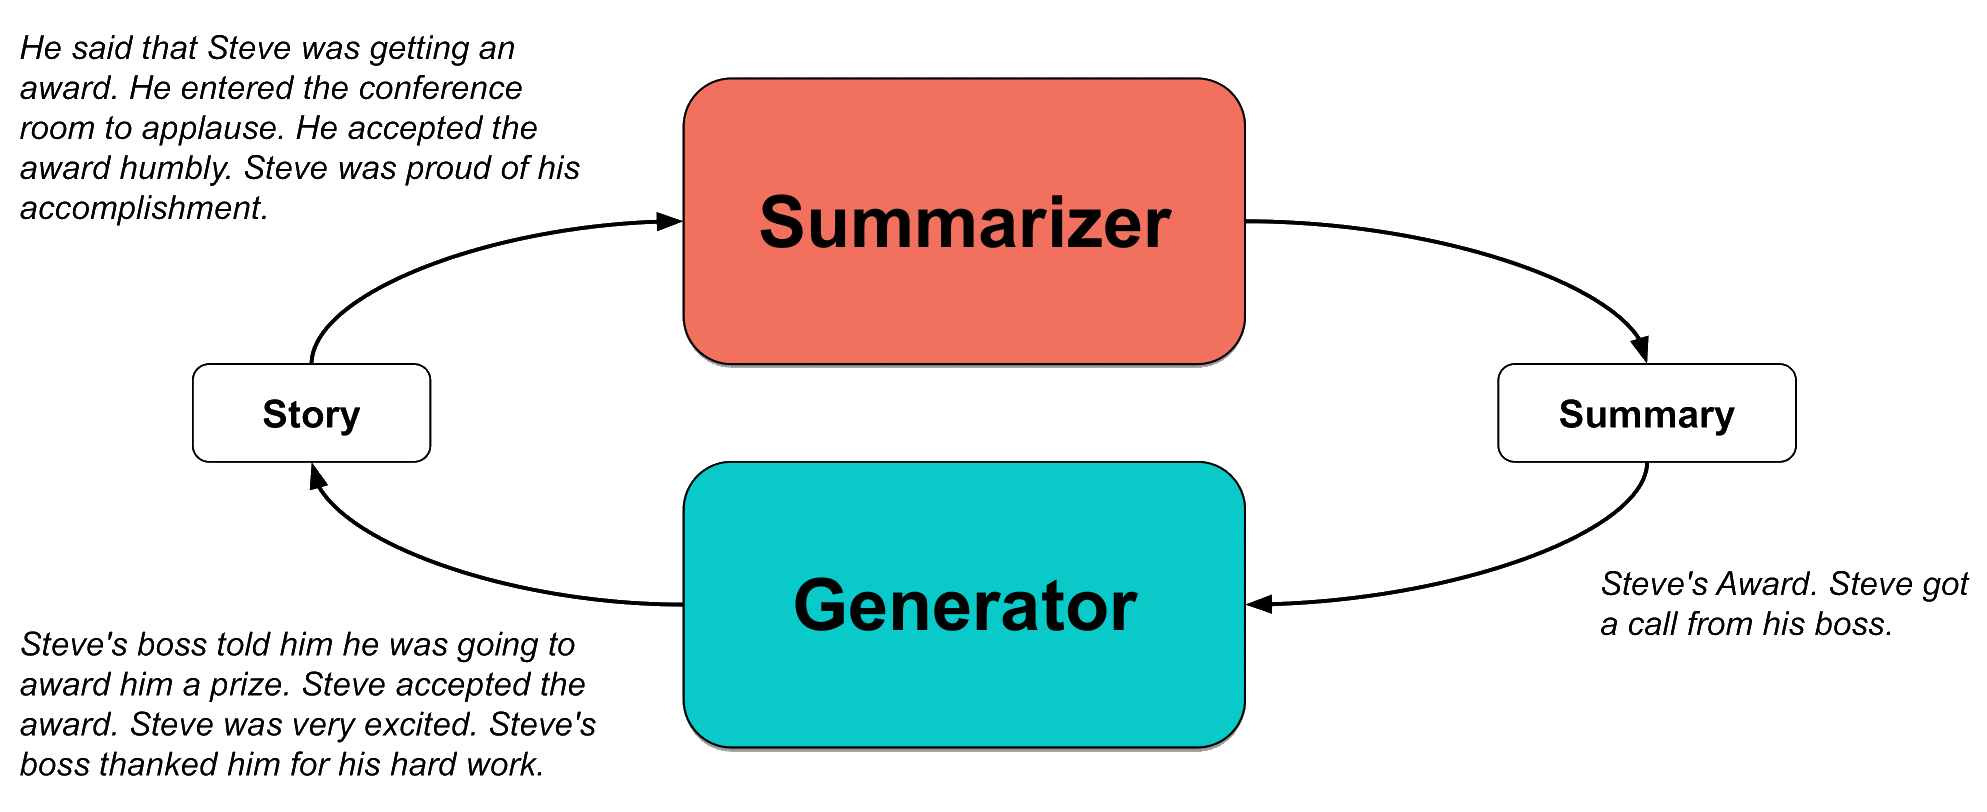 He said that Steve was getting an
award. He entered the conference
room to applause. He accepted the
award humbly. Steve was proud of his
accomplishment.
Summarizer
Story
Summary
Generator
Steve's Award. Steve got
a call from his boss.
Steve's boss told him he was going to
award him a prize. Steve accepted the
award. Steve was very excited. Steve's
boss thanked him for his hard work.